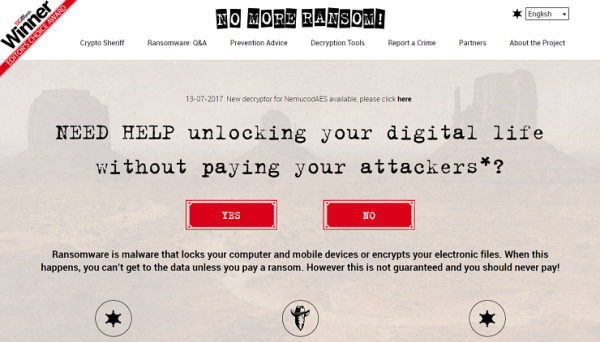 Winner
EDITOR'S CHOICE AWARD
NO MORE RANSOM!
English
Crypto Sheriff
Ransomware: Q&A
Prevention Advice
Decryption Tools
Report a Crime
Partners
About the Project
13-07-2017: New decryptor for NemucodAES available, please click here.
NEED HELP unlocking your digital life
without paying your attackers*?
YES
NO
Ransomware is malware that locks your computer and mobile devices or encrypts your electronic files. When this
happens, you can't get to the data unless you pay a ransom. However this is not guaranteed and you should never pay!